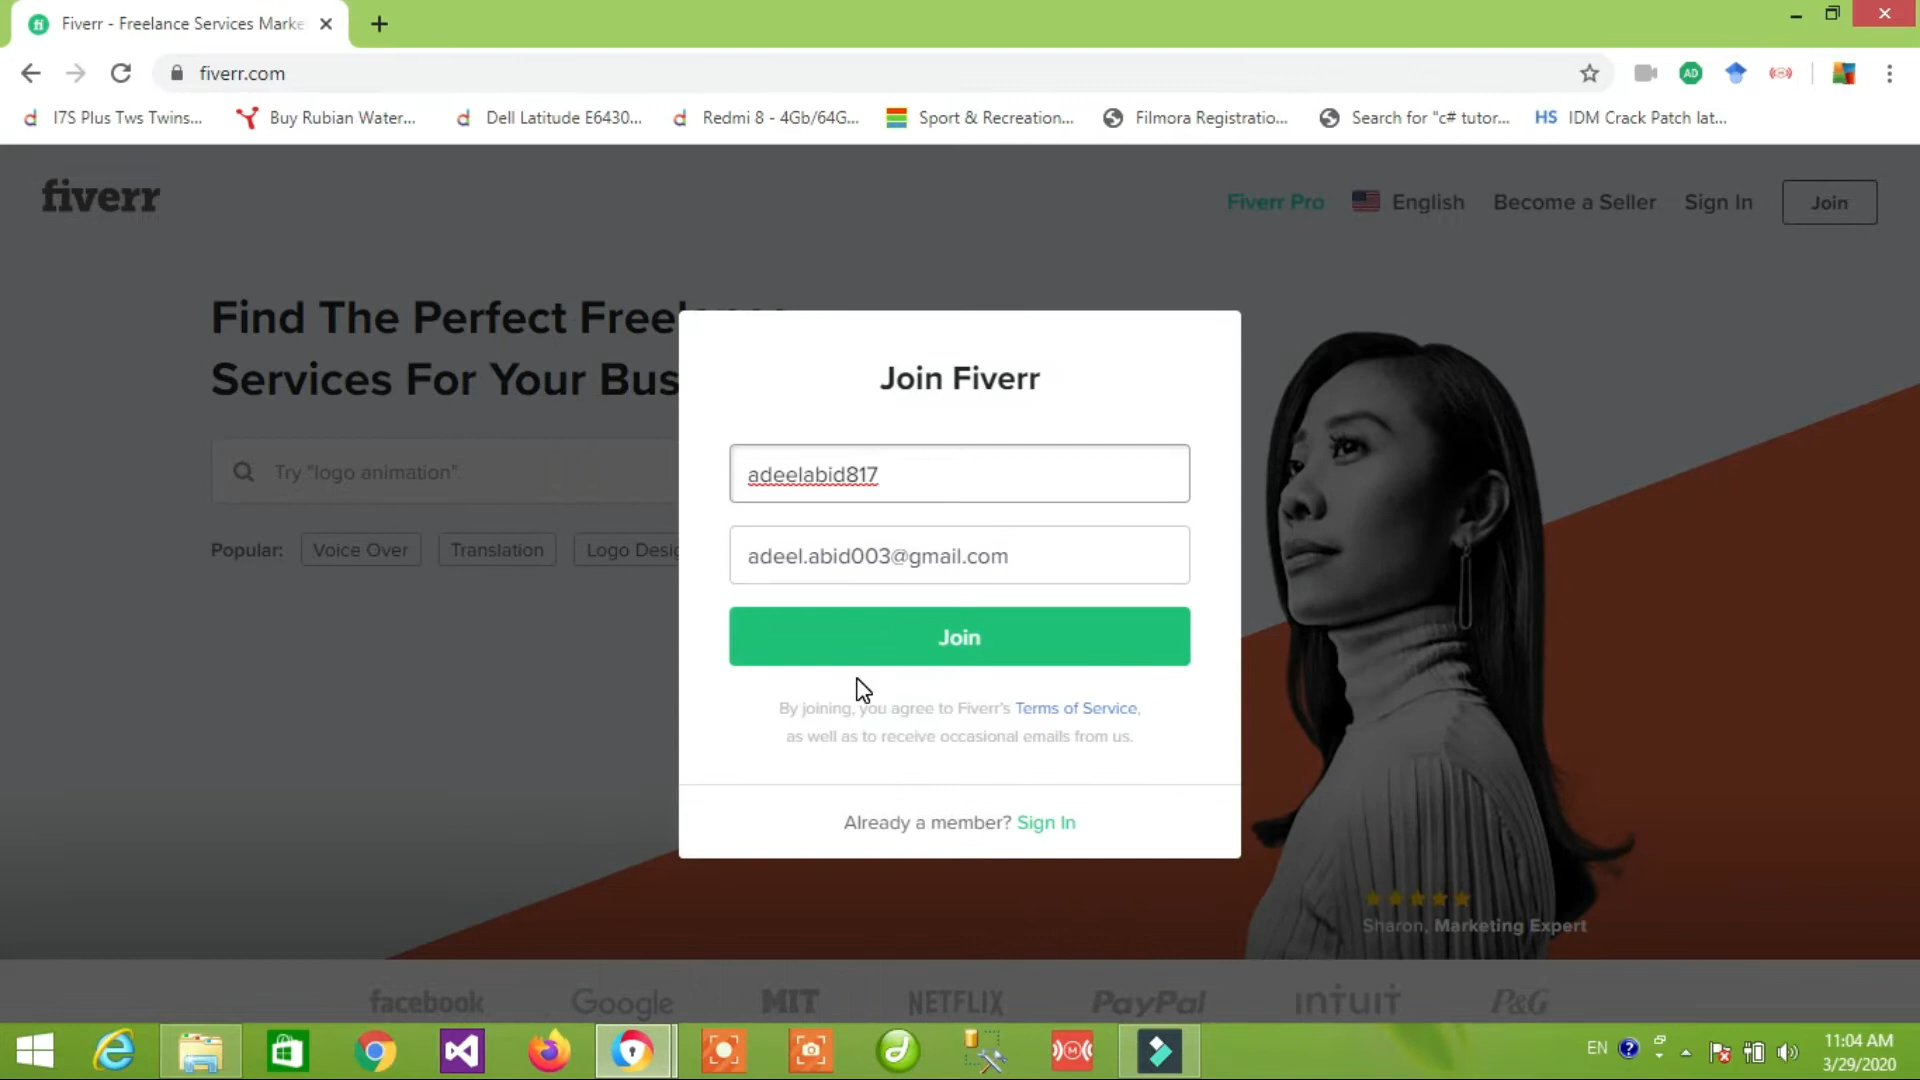 Fiverr - Freelance Services Marke
fiverr.com
I7S Plus Tws Twins...
Buy Rubian Water...
Dell Latitude E6430...
Redmi 8 - 4Gb/64G...
Sport & Recreation...
Filmora Registratio...
Search for "c# tutor...
HS IDM Crack Patch lat...
fiverr
Fiverr Pro
English
Become a Seller
Sign In
Join
Find The Perfect Free
Services For Your Bus
Try "logo animation"
Popular:
Voice Over
Translation
Logo Desig
Join Fiverr
adeelabid817
adeel.abid003@gmail.com
Join
By joining, you agree to Fiverr's Terms of Service,
as well as to receive occasional emails from us.
Already a member? Sign In
Sharon, Marketing Expert
facebook
Google
MIT
NETFLIX
PayPal
intuit
P&G
EN
11:04 AM
3/29/2020